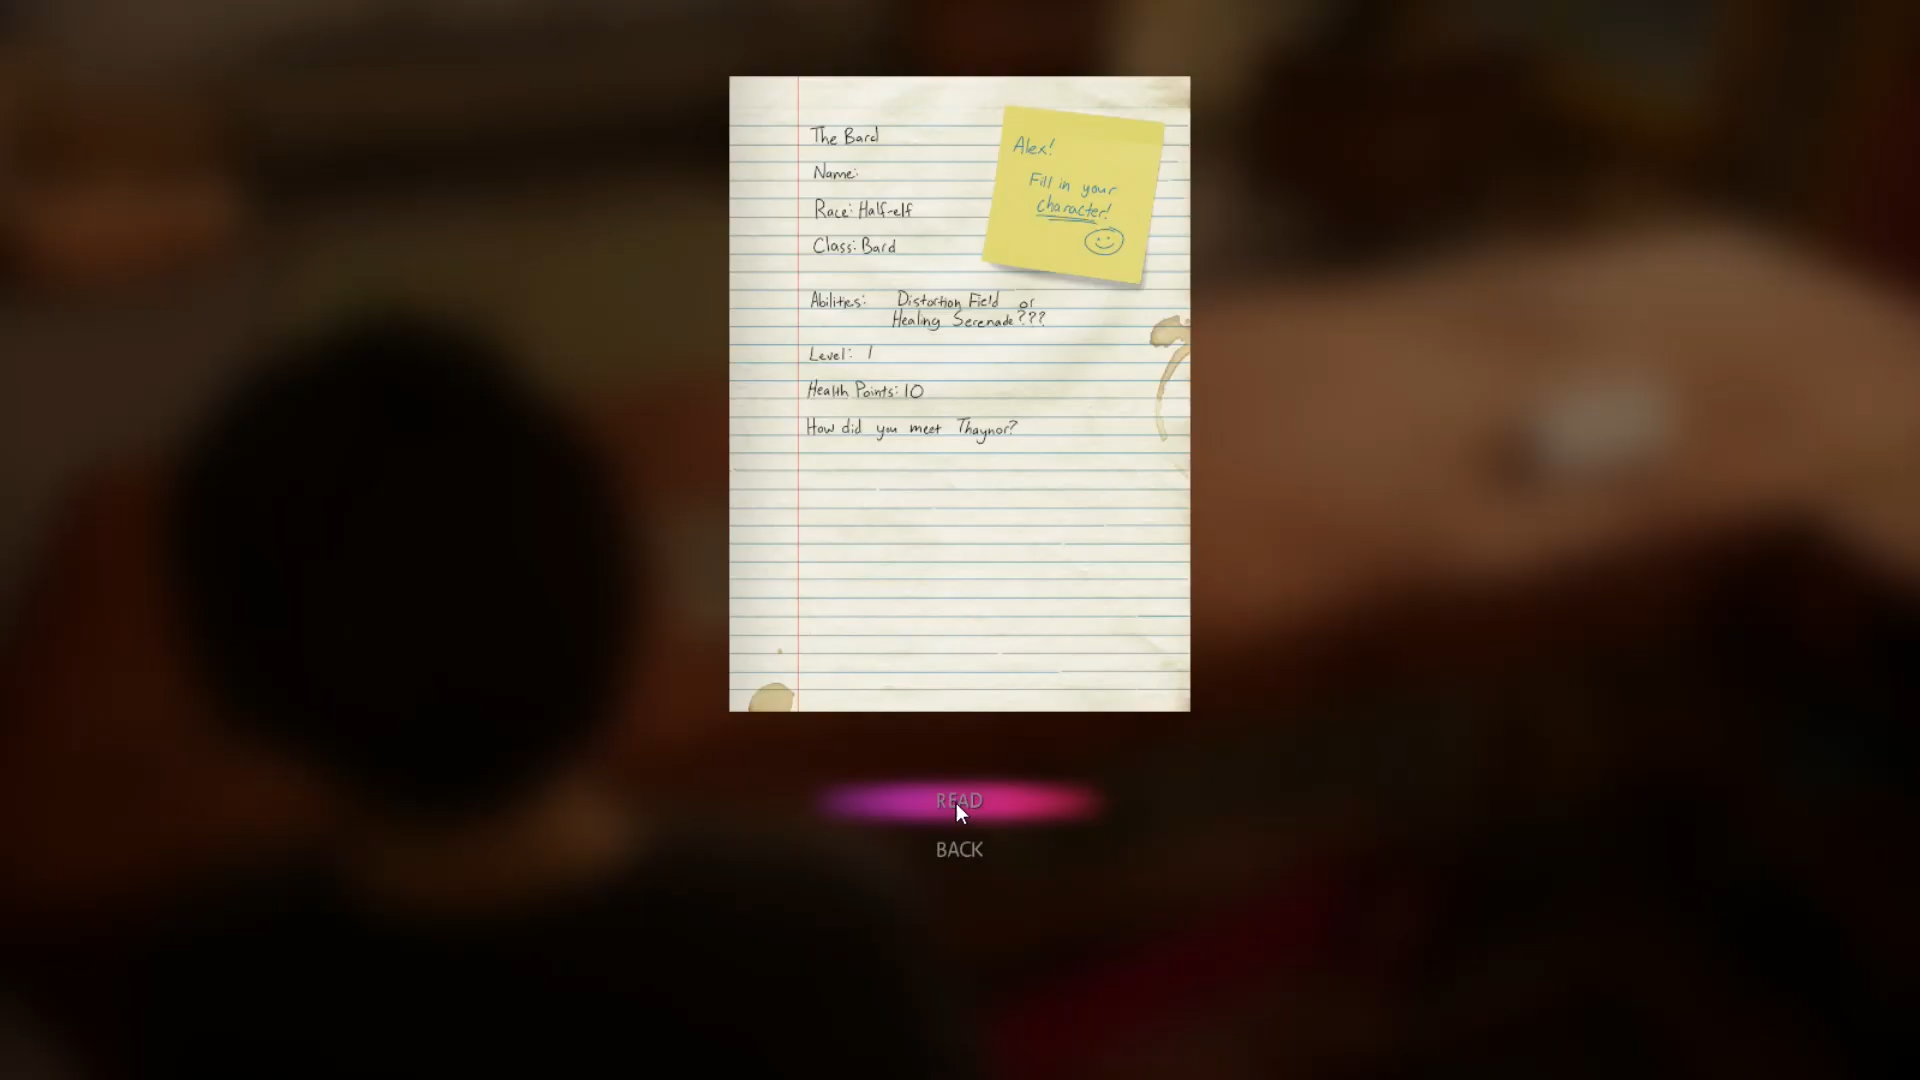 The Bard
Name:
Race: Half-elf
Class: Bard
Abilities: Distortion Field or
Healing Serenade???
Level: 1
Health Points: 10
How did you meet Thaynor?
Alex!
Fill in your
character!
READ
BACK